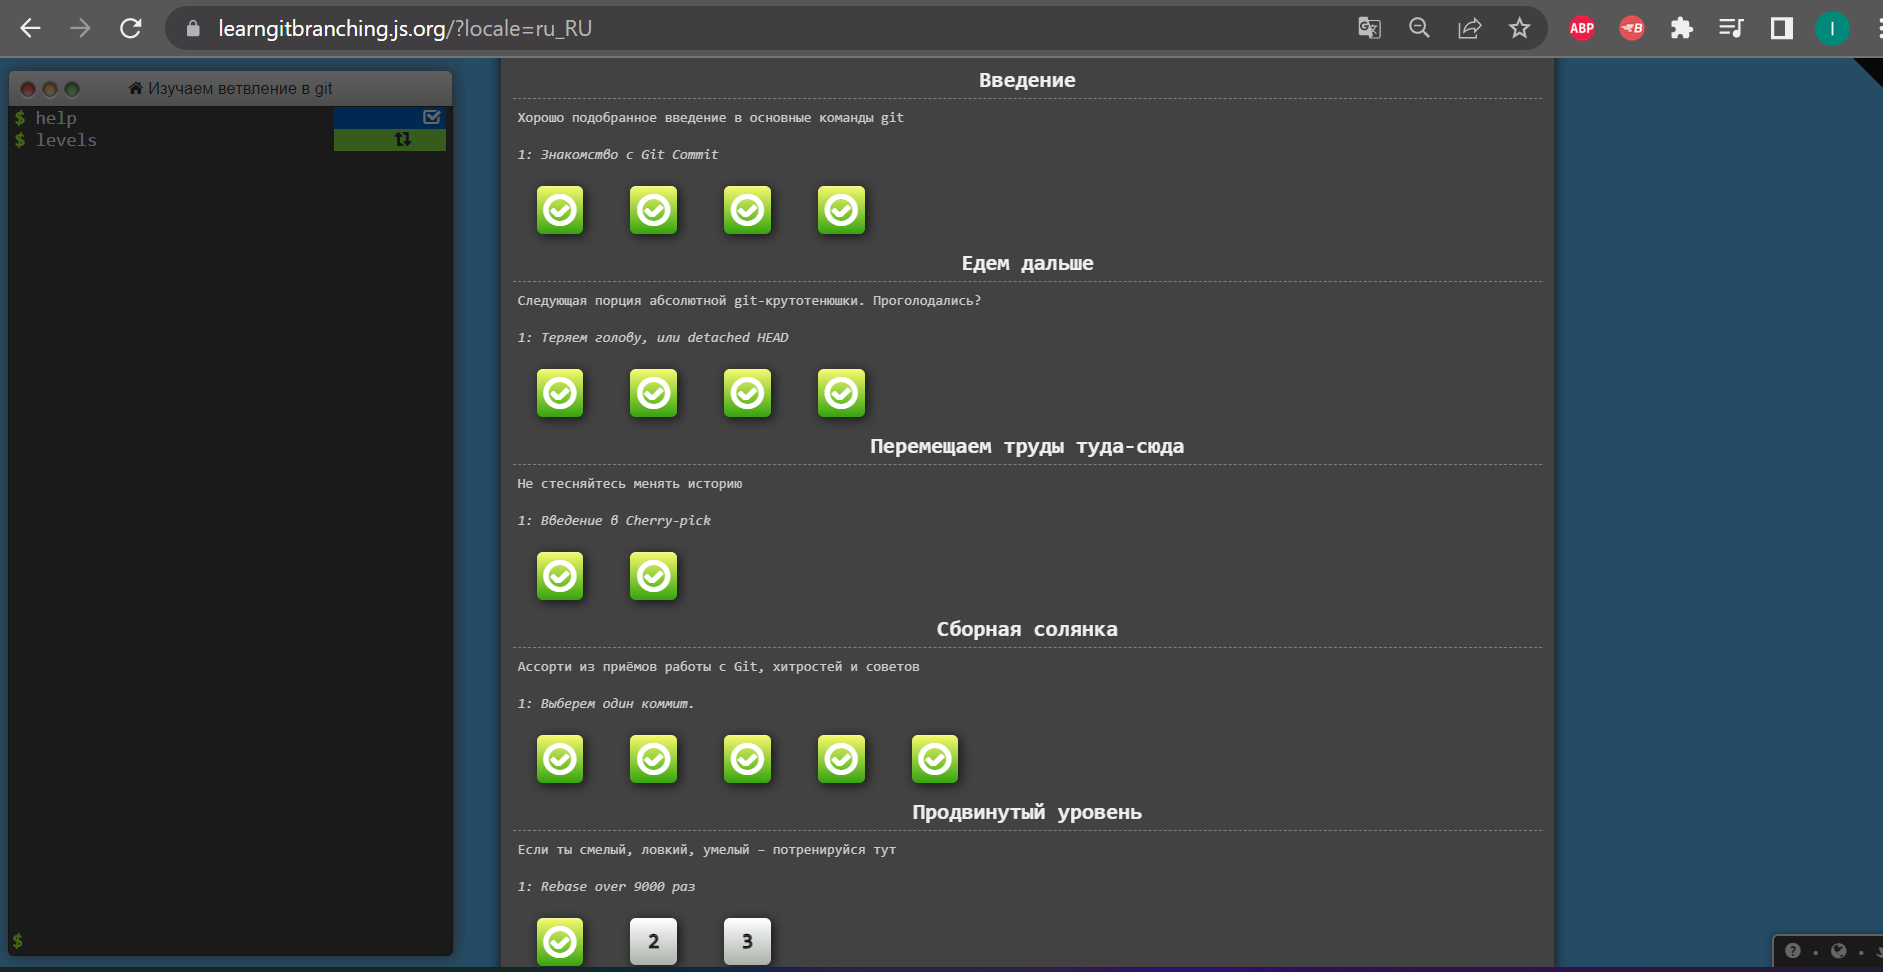 learngitbranching.js.org/?locale=ru_RU
ABP
B
I
Изучаем ветвление в git
$ help
$ levels
$
Введение
Хорошо подобранное введение в основные команды git
1: Знакомство с Git Commit
Едем дальше
Следующая порция абсолютной git-крутотенюшки. Проголодались?
1: Теряем голову, или detached HEAD
Перемещаем труды туда-сюда
Не стесняйтесь менять историю
1: Введение в Cherry-pick
Сборная солянка
Ассорти из приёмов работы с Git, хитростей и советов
1: Выберем один коммит.
Продвинутый уровень
Если ты смелый, ловкий, умелый – потренируйся тут
1: Rebase over 9000 раз
2 3